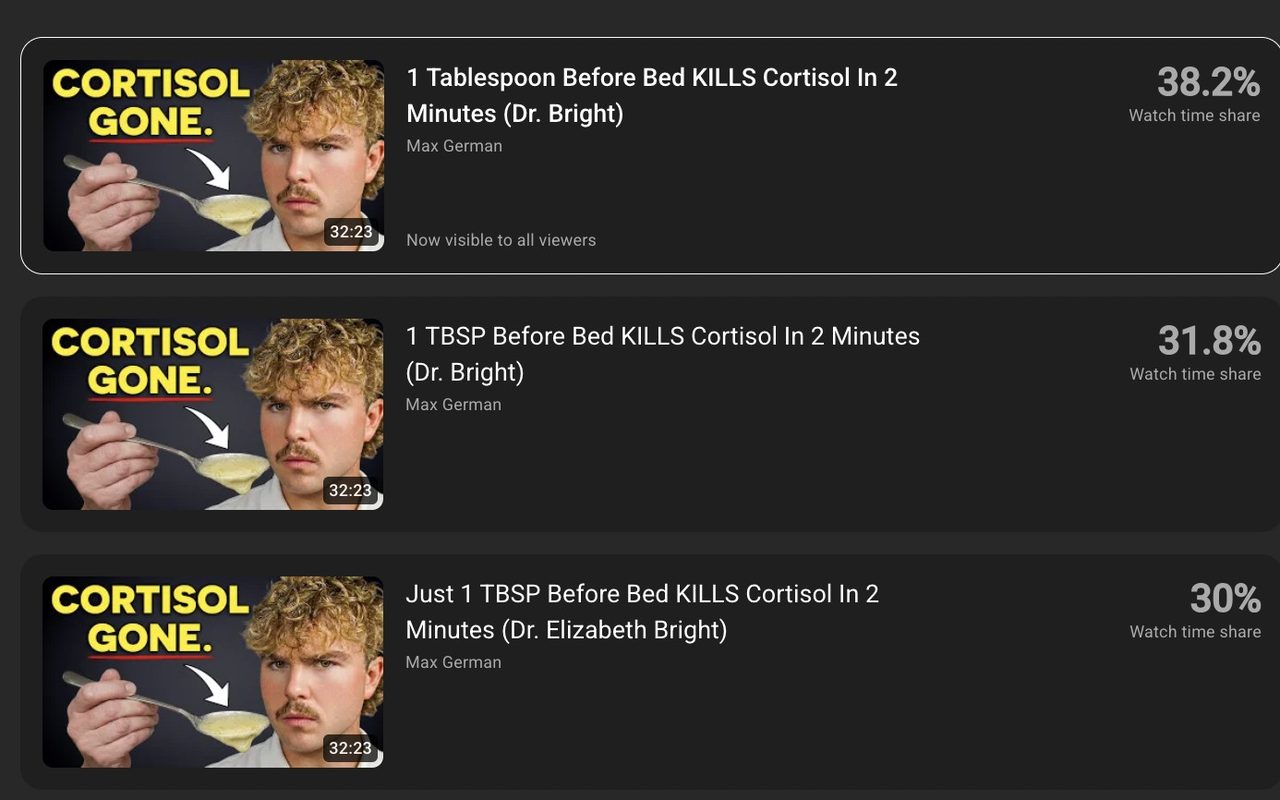 CORTISOL
GONE.
32:23
1 Tablespoon Before Bed KILLS Cortisol In 2
Minutes (Dr. Bright)
Max German
Now visible to all viewers
38.2%
Watch time share
CORTISOL
GONE.
32:23
1 TBSP Before Bed KILLS Cortisol In 2 Minutes
(Dr. Bright)
Max German
31.8%
Watch time share
CORTISOL
GONE.
32:23
Just 1 TBSP Before Bed KILLS Cortisol In 2
Minutes (Dr. Elizabeth Bright)
Max German
30%
Watch time share